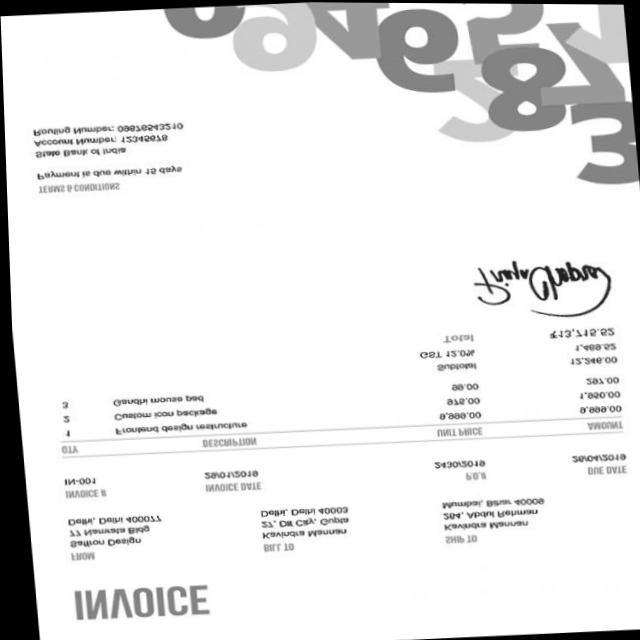 INVOICE
FROM
Saffron Design
77 Namrata Bldg
Delhi, Delhi 400077
BILL TO
Kavindra Mannan
27, Dlf City, Gupta
Delhi, Delhi 40003
SHIP TO
Kavindra Mannan
264, Abdul Rehman
Mumbai, Bihar 40009
INVOICE #
IN-001
INVOICE DATE
29/01/2019
P.O.#
2430/2019
DUE DATE
26/04/2019
QTY DESCRIPTION UNIT PRICE AMOUNT
1 Frontend design restructure 9,999.00 9,999.00
2 Custom icon package 975.00 1,950.00
3 Gandhi mouse pad 99.00 297.00
Subtotal 12,246.00
GST 12.0% 1,469.52
Total ₹13,715.52
TERMS & CONDITIONS
Payment is due within 15 days
State Bank of India
Account Number: 12345678
Routing Number: 09876543210